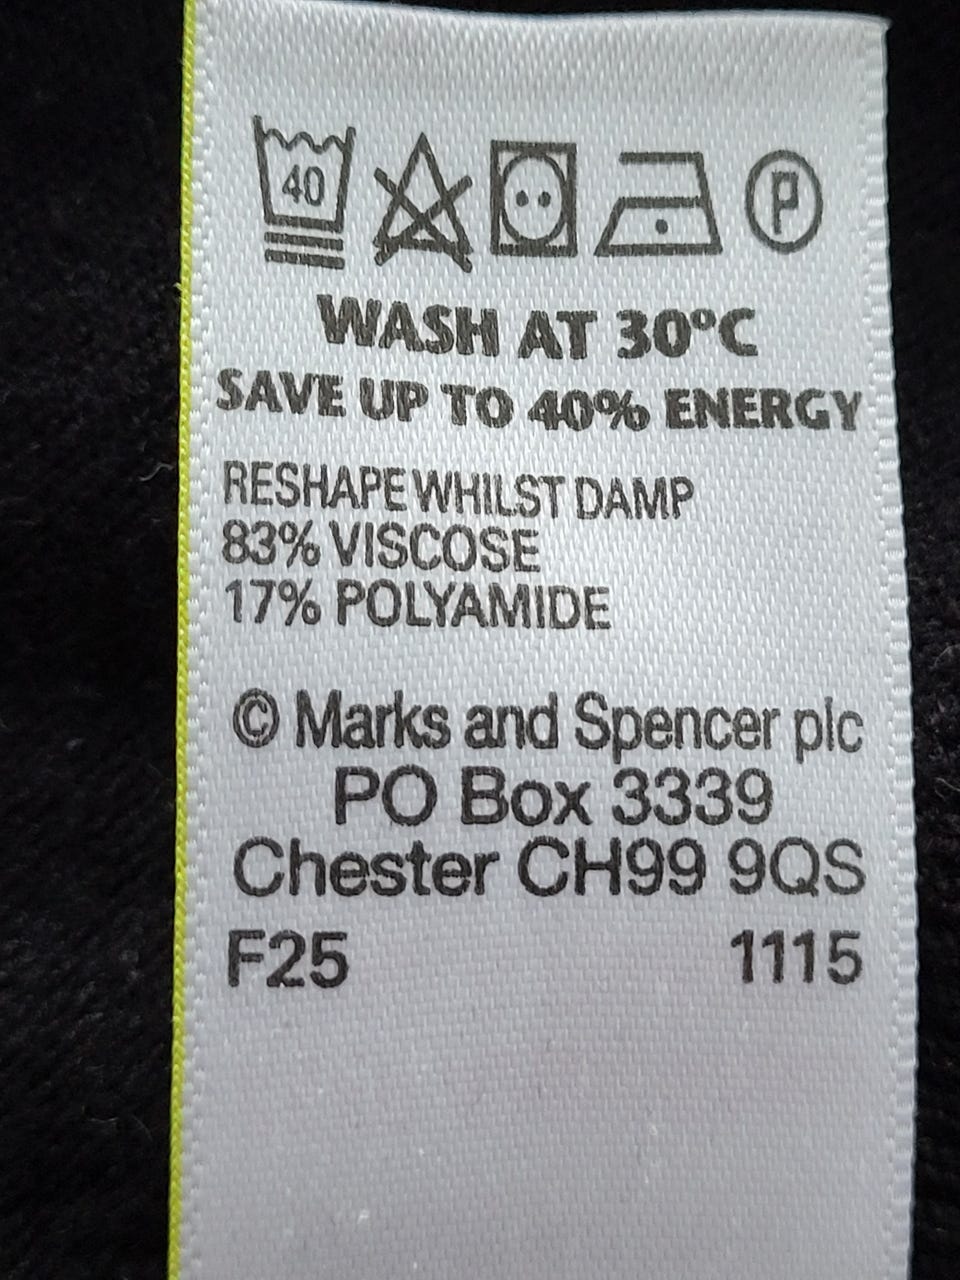 40 P
WASH AT 30°C
SAVE UP TO 40% ENERGY
RESHAPE WHILST DAMP
83% VISCOSE
17% POLYAMIDE
© Marks and Spencer plc
PO Box 3339
Chester CH99 9QS
F25 1115